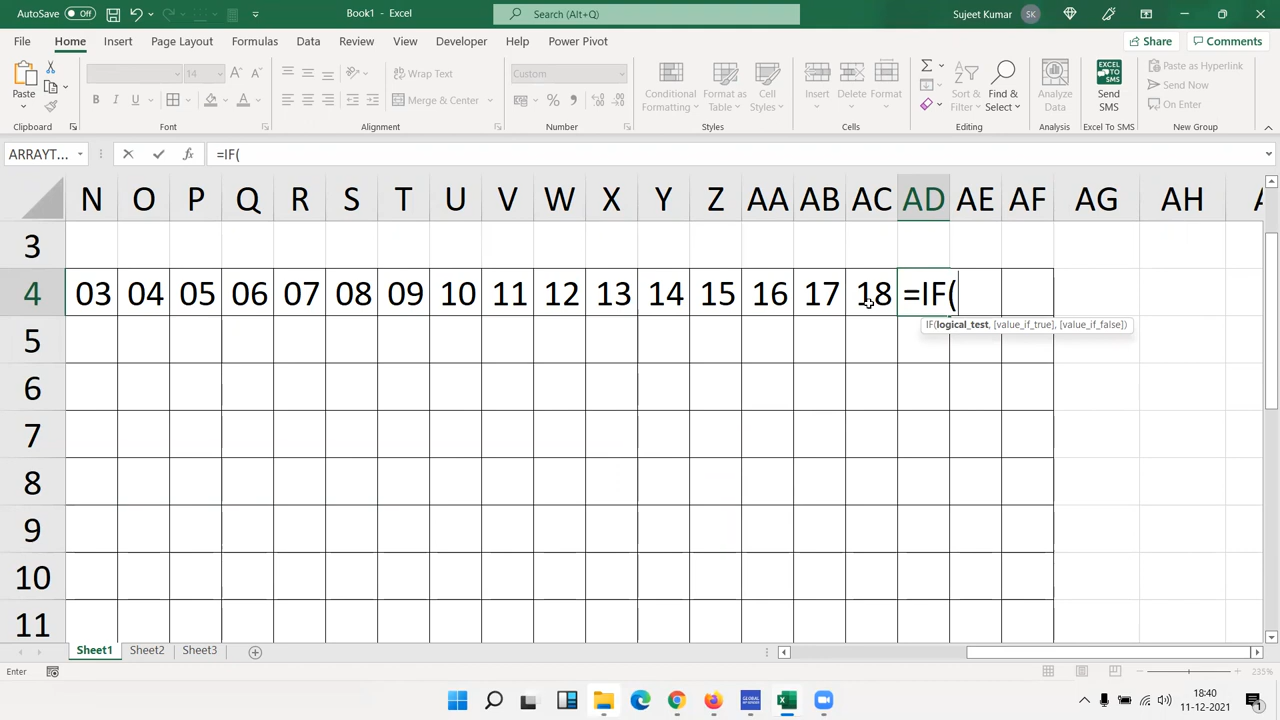 AutoSave Off Book1 - Excel Search (Alt+Q) Sujeet Kumar SK
File Home Insert Draw Page Layout Formulas Data Review View Developer Help Power Pivot Share Comments
Paste
Clipboard
14
B I U
Font
Wrap Text
Merge & Center
Alignment
Custom
Number
Conditional Formatting
Format as Table
Cell Styles
Styles
Insert Delete Format
Cells
Sort & Filter
Find & Select
Editing
Analyze Data
Analysis
Send SMS
Excel To SMS
Paste as Hyperlink
Send Now
On Enter
New Group
ARRAYT... fx =IF(
N O P Q R S T U V W X Y Z AA AB AC AD AE AF AG AH
3
4 03 04 05 06 07 08 09 10 11 12 13 14 15 16 17 18 =IF(
IF(logical_test, [value_if_true], [value_if_false])
5
6
7
8
9
10
11
Sheet1 Sheet2 Sheet3
Enter 235%
18:40
11-12-2021